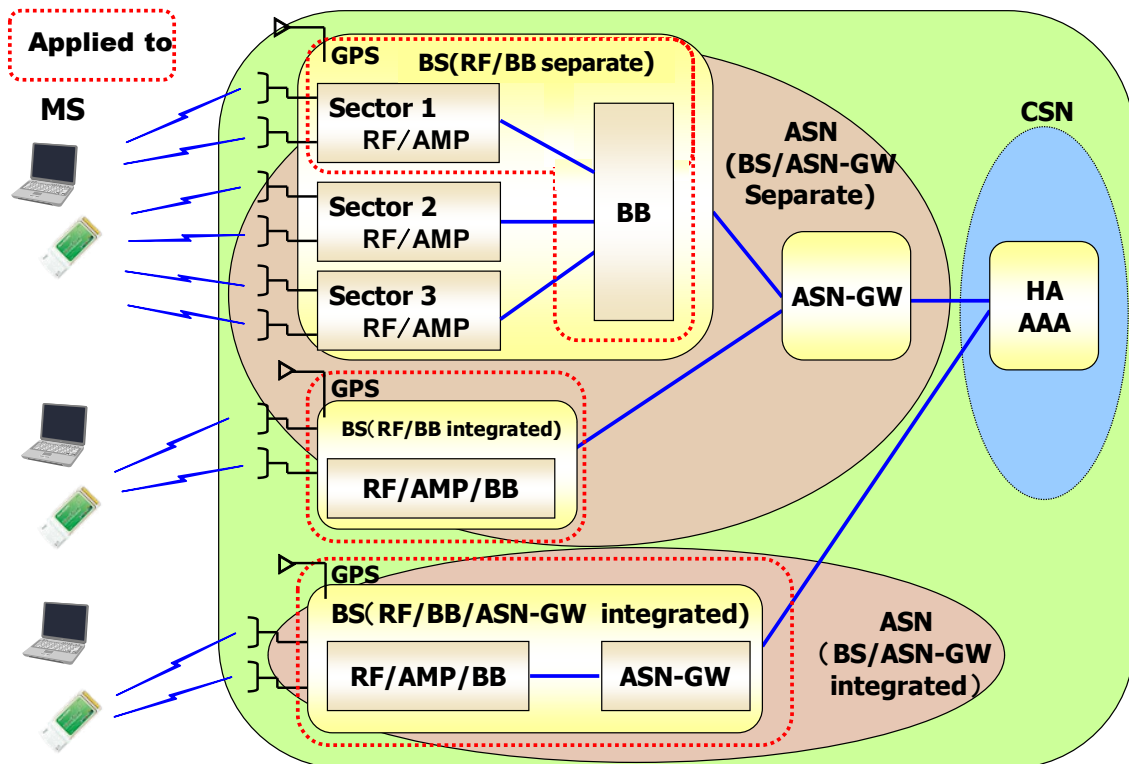 Applied to
MS
GPS
BS(RF/BB separate)
Sector 1
RF/AMP
Sector 2
RF/AMP
Sector 3
RF/AMP
BB
ASN
(BS/ASN-GW
Separate)
ASN-GW
CSN
HA
AAA
GPS
BS(RF/BB integrated)
RF/AMP/BB
GPS
BS(RF/BB/ASN-GW integrated)
RF/AMP/BB
ASN-GW
ASN
(BS/ASN-GW
integrated)